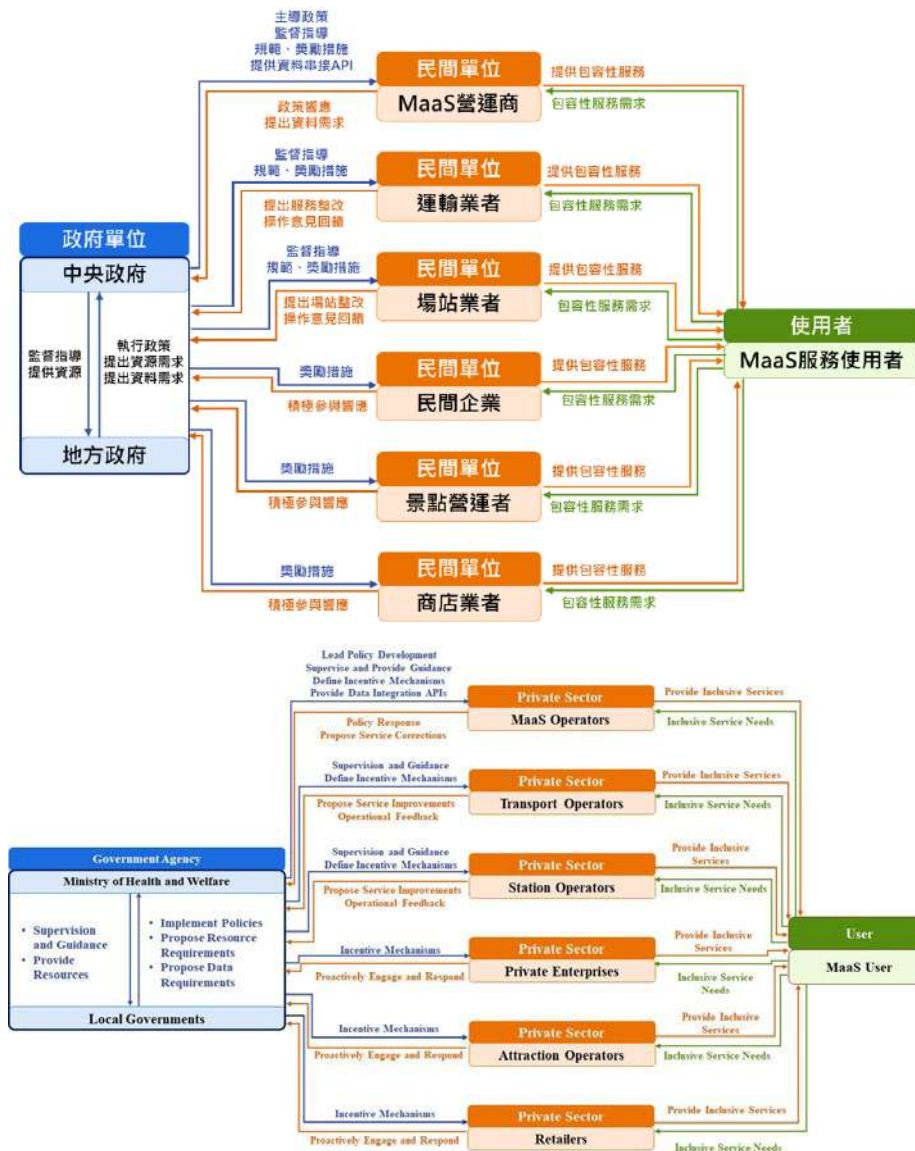 主導政策
監督指導
規範、獎勵措施
提供資料串接API
政策響應
提出資料需求
民間單位
MaaS營運商
提供包容性服務
包容性服務需求
監督指導
規範、獎勵措施
提出服務整改
操作意見回饋
民間單位
運輸業者
提供包容性服務
包容性服務需求
監督指導
規範、獎勵措施
提出場站整改
操作意見回饋
民間單位
場站業者
提供包容性服務
包容性服務需求
政府單位
中央政府
監督指導
提供資源
執行政策
提出資源需求
提出資料需求
地方政府
獎勵措施
積極參與響應
民間單位
民間企業
提供包容性服務
包容性服務需求
使用者
MaaS服務使用者
獎勵措施
積極參與響應
民間單位
景點營運者
提供包容性服務
包容性服務需求
獎勵措施
積極參與響應
民間單位
商店業者
提供包容性服務
包容性服務需求
Lead Policy Development
Supervise and Provide Guidance
Define Incentive Mechanisms
Provide Data Integration APIs
Policy Response
Propose Service Corrections
Private Sector
MaaS Operators
Provide Inclusive Services
Inclusive Service Needs
Supervision and Guidance
Define Incentive Mechanisms
Propose Service Improvements
Operational Feedback
Private Sector
Transport Operators
Provide Inclusive Services
Inclusive Service Needs
Supervision and Guidance
Define Incentive Mechanisms
Propose Service Improvements
Operational Feedback
Private Sector
Station Operators
Provide Inclusive
Services
Inclusive Service Needs
Government Agency
Ministry of Health and Welfare
• Supervision
and Guidance
• Provide
Resources
• Implement Policies
• Propose Resource
Requirements
• Propose Data
Requirements
Local Governments
Incentive Mechanisms
Proactively Engage and Respond
Private Sector
Private Enterprises
Provide Inclusive
Services
Inclusive Service
Needs
User
MaaS User
Incentive Mechanisms
Proactively Engage and Respond
Private Sector
Attraction Operators
Provide Inclusive
Services
Inclusive Service Needs
Incentive Mechanisms
Proactively Engage and Respond
Private Sector
Retailers
Provide Inclusive Services
Inclusive Service Needs